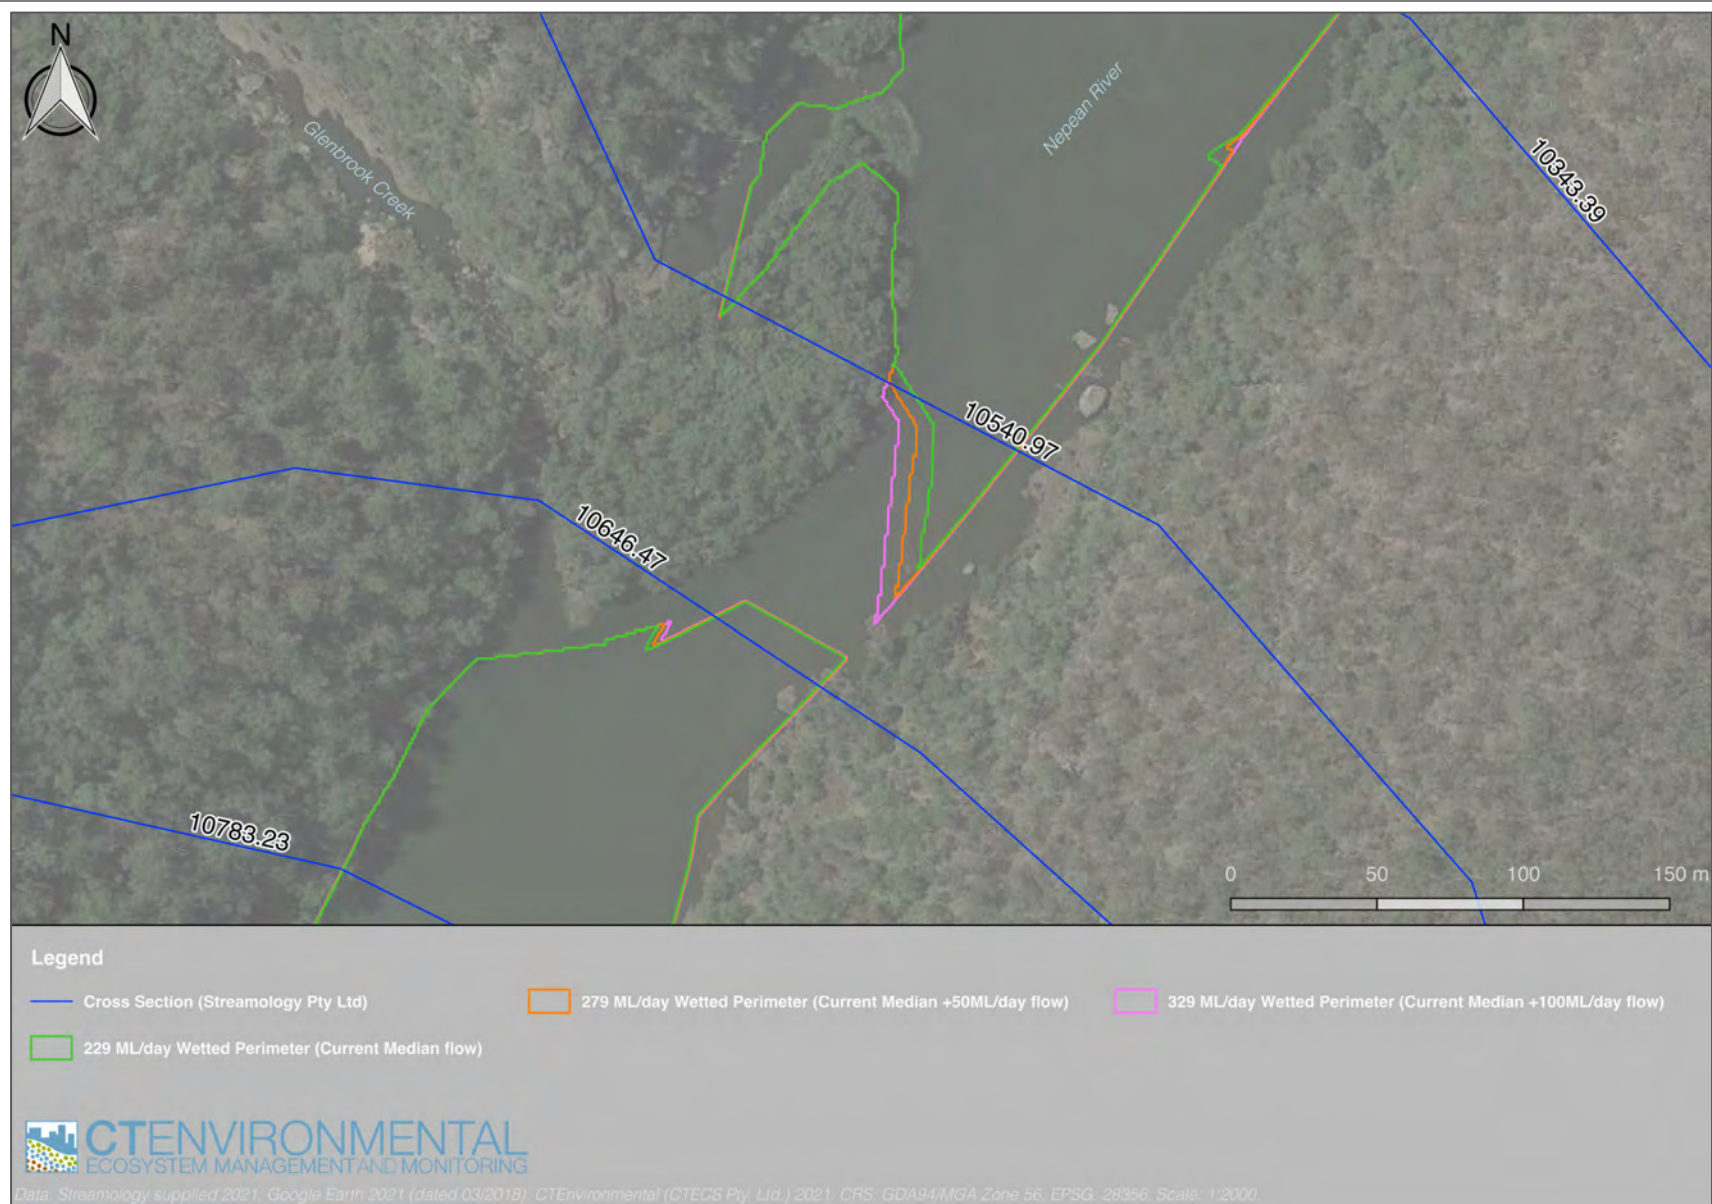 N
Glenbrook Creek
Nepean River
10343.39
10540.97
10646.47
10783.23
0 50 100 150 m
Legend
Cross Section (Streamology Pty Ltd)
279 ML/day Wetted Perimeter (Current Median +50ML/day flow)
329 ML/day Wetted Perimeter (Current Median +100ML/day flow)
229 ML/day Wetted Perimeter (Current Median flow)
CTENVIRONMENTAL
ECOSYSTEM MANAGEMENT AND MONITORING
Data: Streamology supplied 2021, Google Earth 2021 (dated 03/2018). CTEnvironmental (CTECS Pty. Ltd.) 2021. CRS: GDA94/MGA Zone 56, EPSG: 28356. Scale: 1:2000.